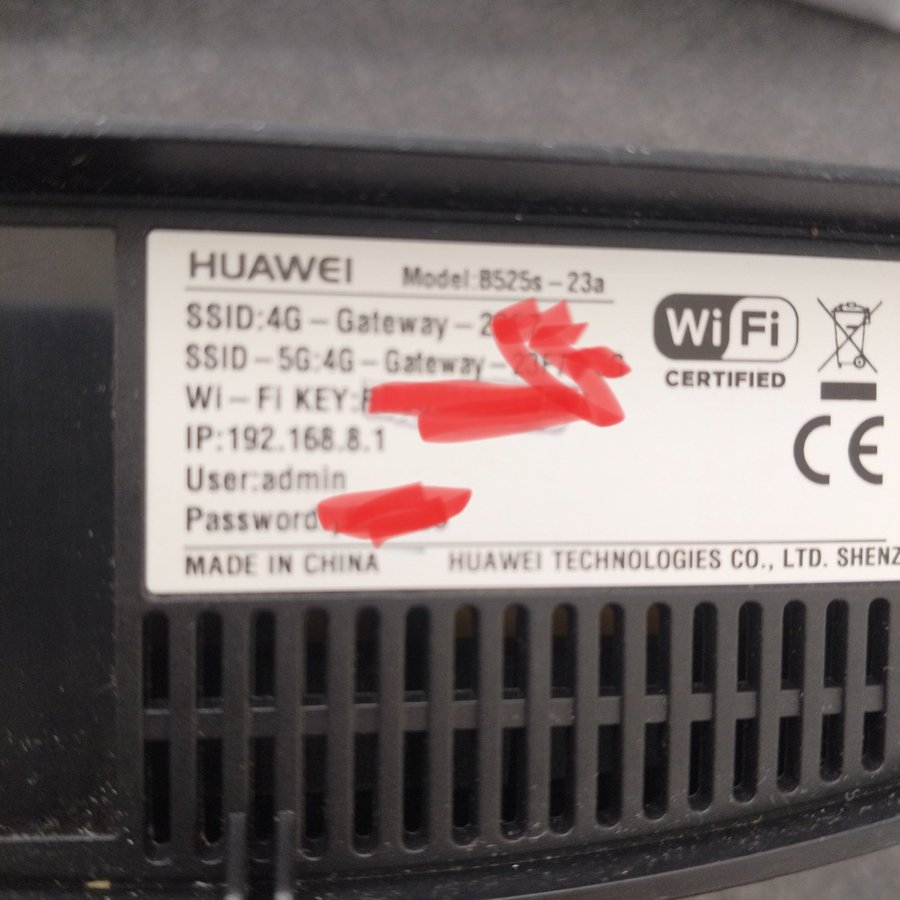 HUAWEI Model:B525s-23a
SSID:4G-Gateway-
SSID-5G:4G-Gateway-
Wi-Fi KEY:
IP:192.168.8.1
User:admin
Password
MADE IN CHINA HUAWEI TECHNOLOGIES CO., LTD. SHENZ
WiFi
CERTIFIED
CE